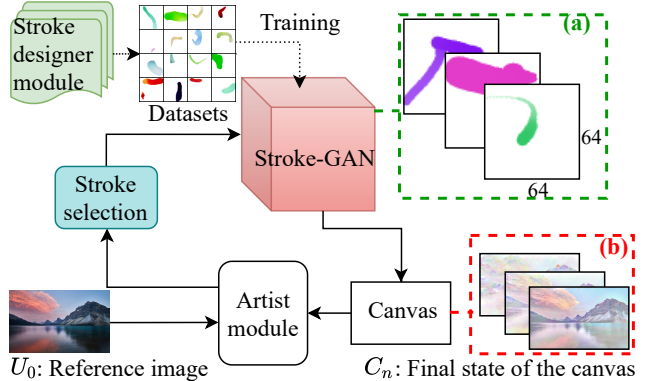 Stroke
designer
module
Training
(a)
Datasets
Stroke-GAN
64
64
Stroke
selection
(b)
Artist
module
Canvas
U₀: Reference image
Cₙ: Final state of the canvas